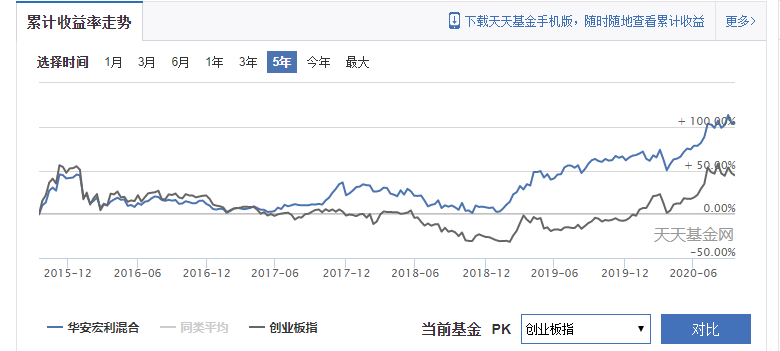 累计收益率走势 下载天天基金手机版，随时随地查看累计收益 更多>
选择时间 1月 3月 6月 1年 3年 5年 今年 最大
+ 100.00%
+ 50.00%
0.00%
天天基金网
-50.00%
2015-12 2016-06 2016-12 2017-06 2017-12 2018-06 2018-12 2019-06 2019-12 2020-06
华安宏利混合 同类平均 创业板指 当前基金 PK 创业板指 对比